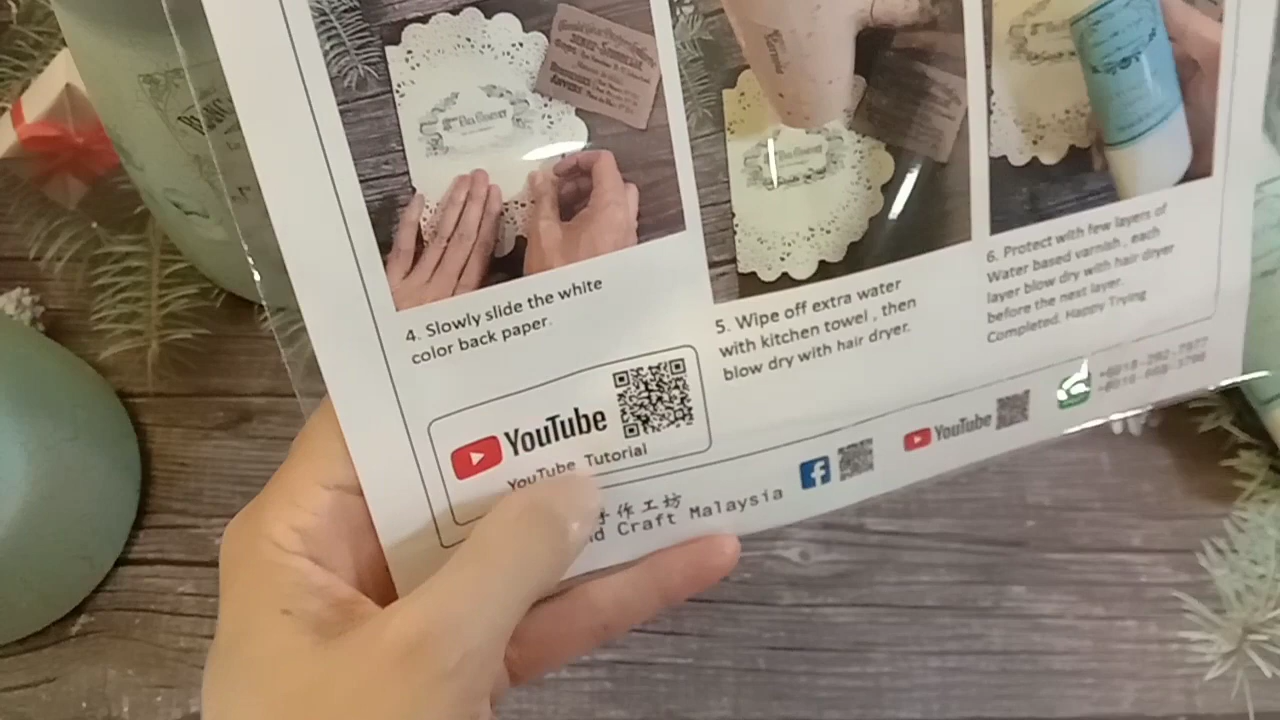 4. Slowly slide the white
color back paper.
5. Wipe off extra water
with kitchen towel , then
blow dry with hair dryer.
6. Protect with few layers of
Water based varnish , each
layer blow dry with hair dryer
before the next layer.
Completed. Happy Trying
YouTube
YouTube Tutorial
手作工坊
Craft Malaysia
f
YouTube